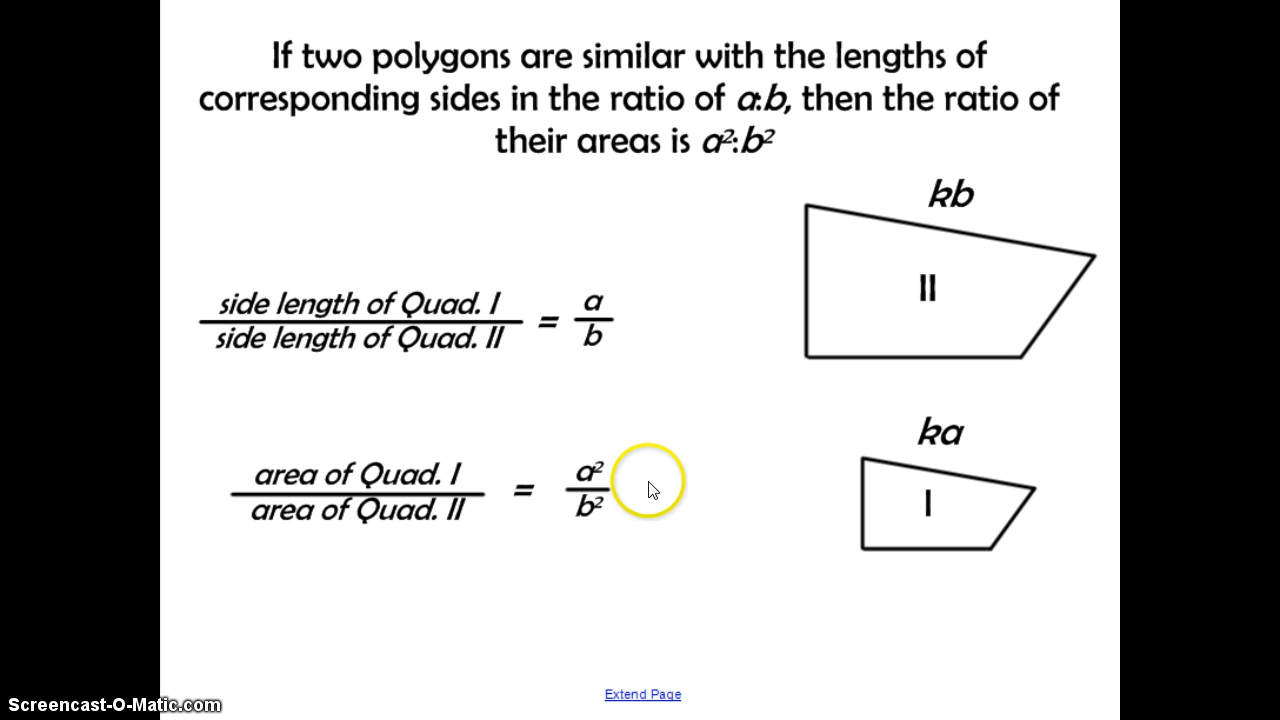 If two polygons are similar with the lengths of
corresponding sides in the ratio of a:b, then the ratio of
their areas is a²:b²
kb
II
side length of Quad. I
side length of Quad. II
=
a
b
ka
I
area of Quad. I
area of Quad. II
=
a²
b²
Extend Page
Screencast-O-Matic.com